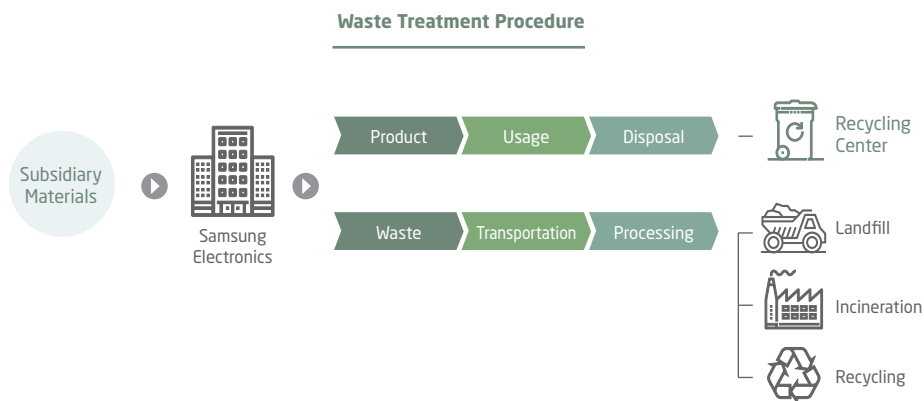 Waste Treatment Procedure
Subsidiary
Materials
Samsung
Electronics
Product
Usage
Disposal
Recycling
Center
Waste
Transportation
Processing
Landfill
Incineration
Recycling